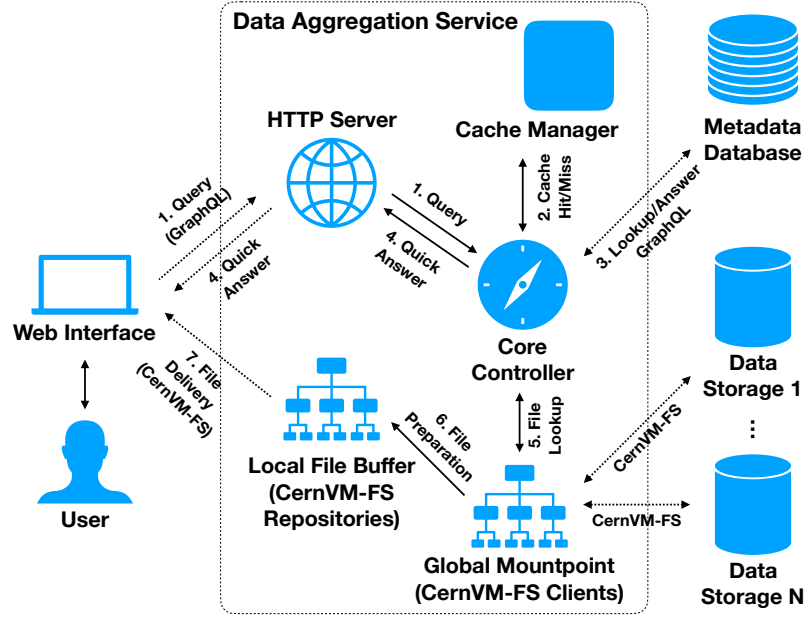 Data Aggregation Service
HTTP Server
Cache Manager
Metadata
Database
1. Query
(GraphQL)
4. Quick
Answer
1. Query
4. Quick
Answer
2. Cache
Hit/Miss
3. Lookup/Answer
GraphQL
Web Interface
Core
Controller
Data
Storage 1
...
7. File
Delivery
(CernVM-FS)
6. File
Preparation
5. File
Lookup
CernVM-FS
CernVM-FS
User
Local File Buffer
(CernVM-FS
Repositories)
Global Mountpoint
(CernVM-FS Clients)
Data
Storage N